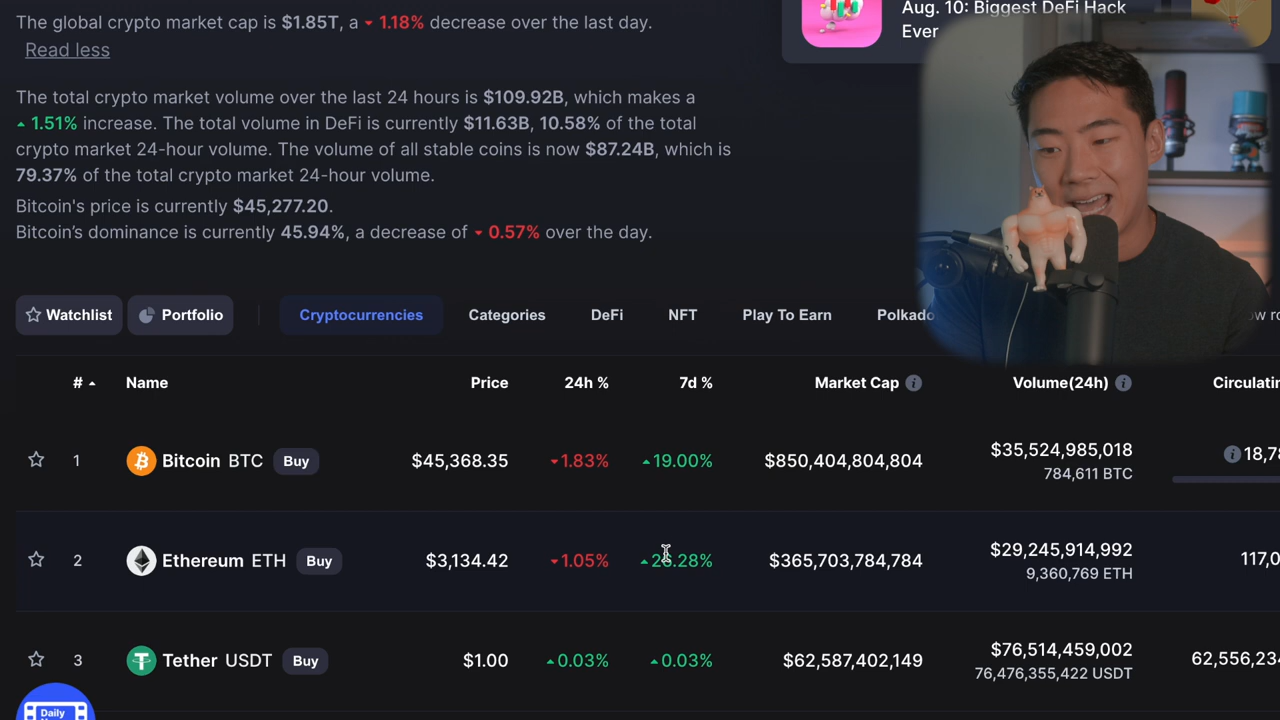 The global crypto market cap is $1.85T, a 1.18% decrease over the last day.
Read less
Aug. 10: Biggest DeFi Hack
Ever
The total crypto market volume over the last 24 hours is $109.92B, which makes a
1.51% increase. The total volume in DeFi is currently $11.63B, 10.58% of the total
crypto market 24-hour volume. The volume of all stable coins is now $87.24B, which is
79.37% of the total crypto market 24-hour volume.
Bitcoin's price is currently $45,277.20.
Bitcoin’s dominance is currently 45.94%, a decrease of 0.57% over the day.
Watchlist Portfolio Cryptocurrencies Categories DeFi NFT Play To Earn
# Name Price 24h % 7d % Market Cap Volume(24h)
1 Bitcoin BTC Buy $45,368.35 1.83% 19.00% $850,404,804,804 $35,524,985,018
784,611 BTC
2 Ethereum ETH Buy $3,134.42 1.05% $365,703,784,784 $29,245,914,992
9,360,769 ETH
3 Tether USDT Buy $1.00 0.03% 0.03% $62,587,402,149 $76,514,459,002
76,476,355,422 USDT
Daily